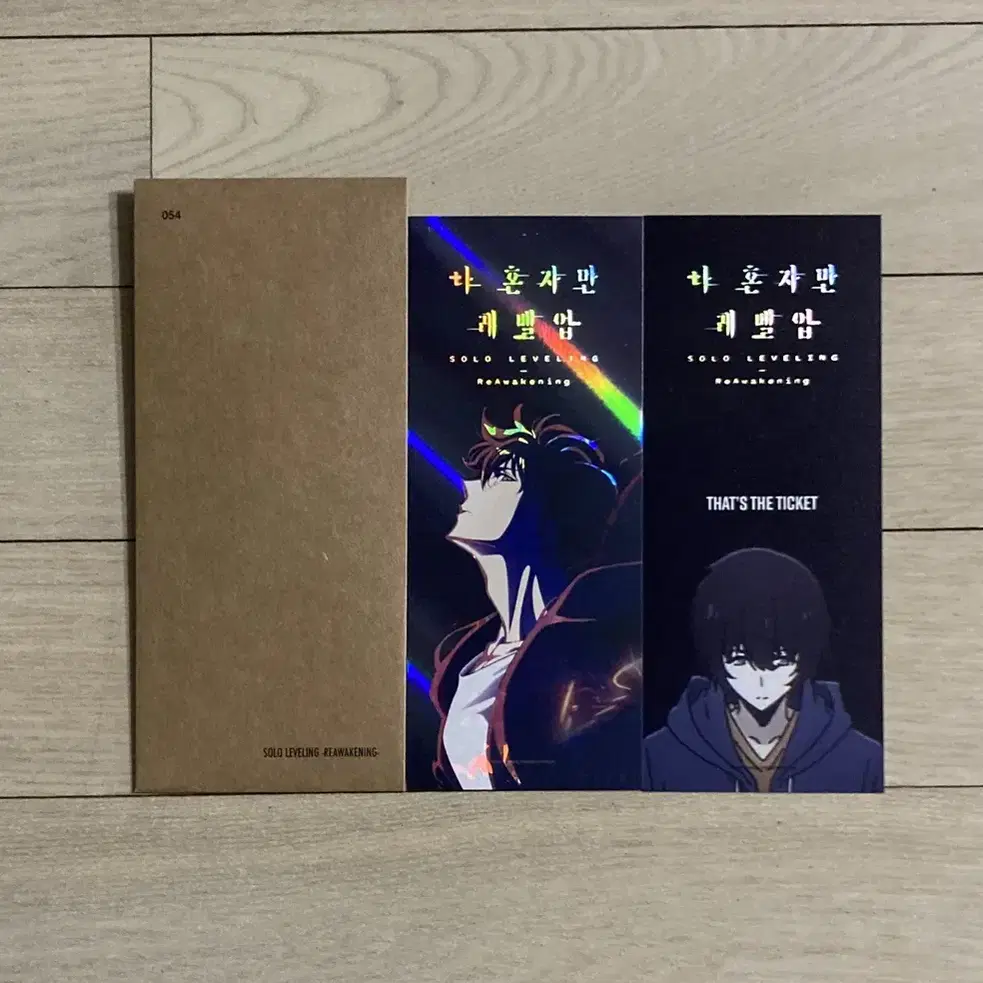 054
SOLO LEVELING -REAWAKENING-
나 혼자만
레벨업
SOLO LEVELING
-
ReAwakening
나 혼자만
레벨업
SOLO LEVELING
-
ReAwakening
THAT'S THE TICKET